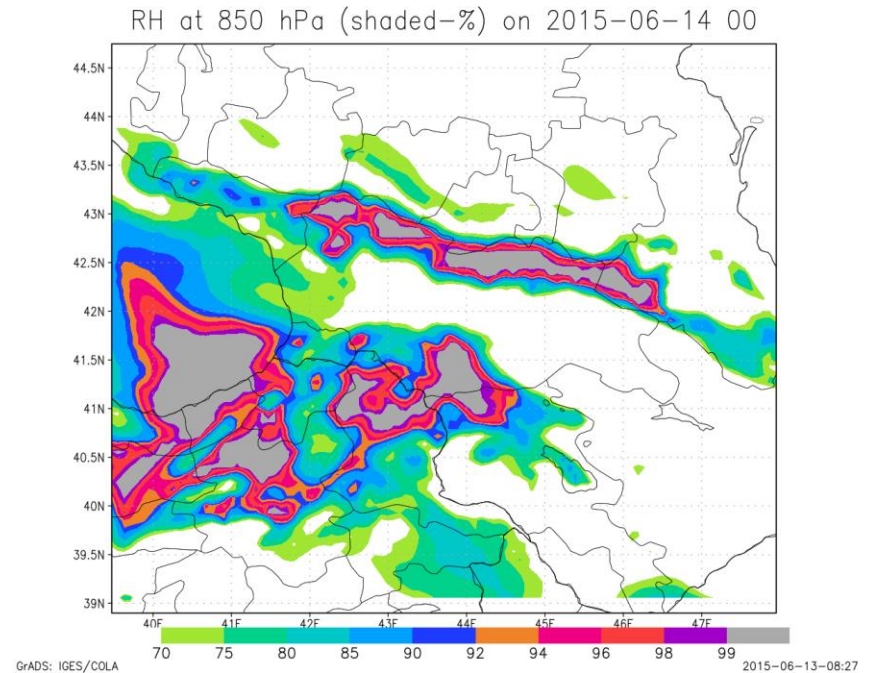 RH at 850 hPa (shaded-%) on 2015-06-14 00
44.5N
44N
43.5N
43N
42.5N
42N
41.5N
41N
40.5N
40N
39.5N
39N
40E 41E 42E 43E 44E 45E 46E 47E
70 75 80 85 90 92 94 96 98 99
GrADS: IGES/COLA 2015-06-13-08:27